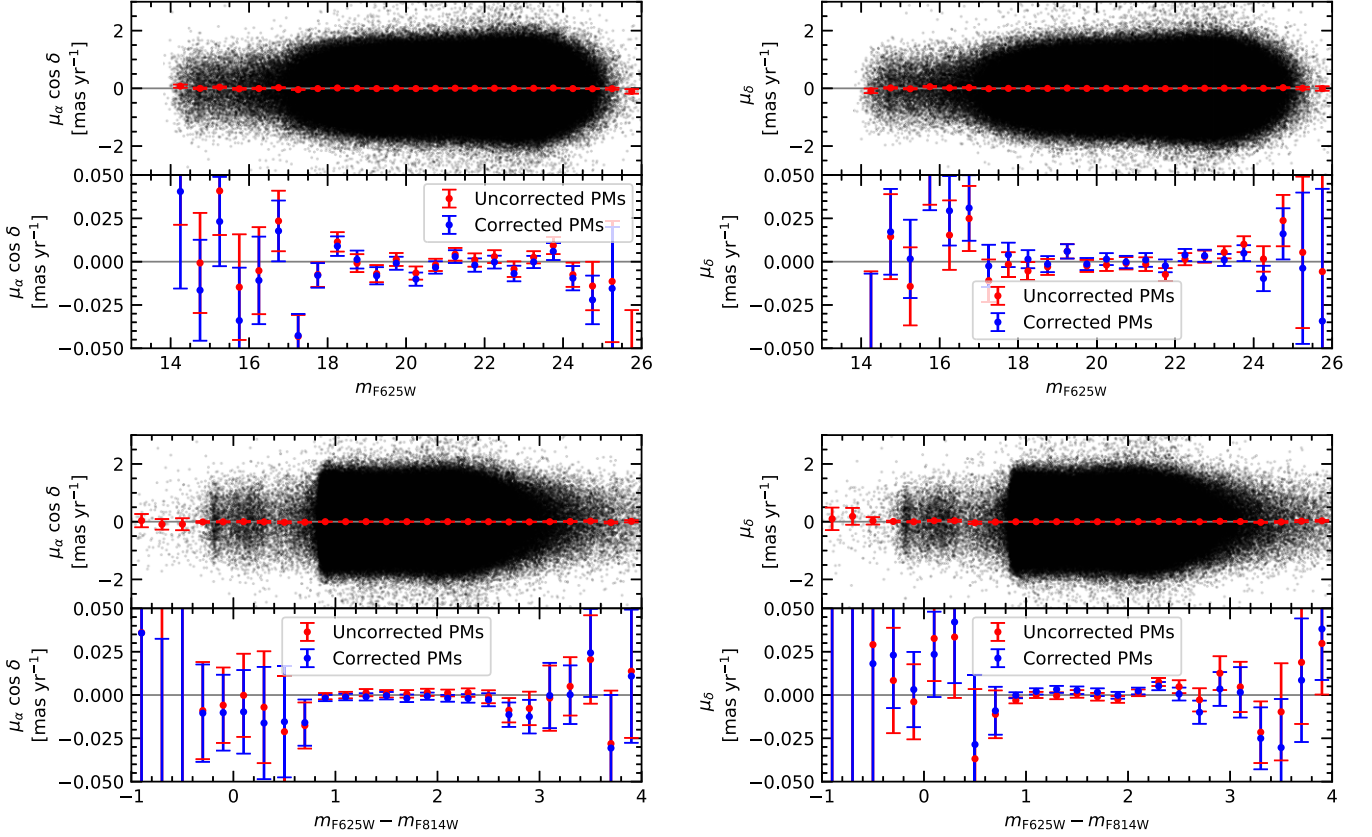 2
0
−2
μα cos δ
[mas yr−1]
0.050
0.025
0.000
−0.025
−0.050
μα cos δ
[mas yr−1]
Uncorrected PMs
Corrected PMs
14 16 18 20 22 24 26
mF625W
2
0
−2
μδ
[mas yr−1]
0.050
0.025
0.000
−0.025
−0.050
μδ
[mas yr−1]
Uncorrected PMs
Corrected PMs
14 16 18 20 22 24 26
mF625W
2
0
−2
μα cos δ
[mas yr−1]
0.050
0.025
0.000
−0.025
−0.050
μα cos δ
[mas yr−1]
Uncorrected PMs
Corrected PMs
−1 0 1 2 3 4
mF625W − mF814W
2
0
−2
μδ
[mas yr−1]
0.050
0.025
0.000
−0.025
−0.050
μδ
[mas yr−1]
Uncorrected PMs
Corrected PMs
−1 0 1 2 3 4
mF625W − mF814W